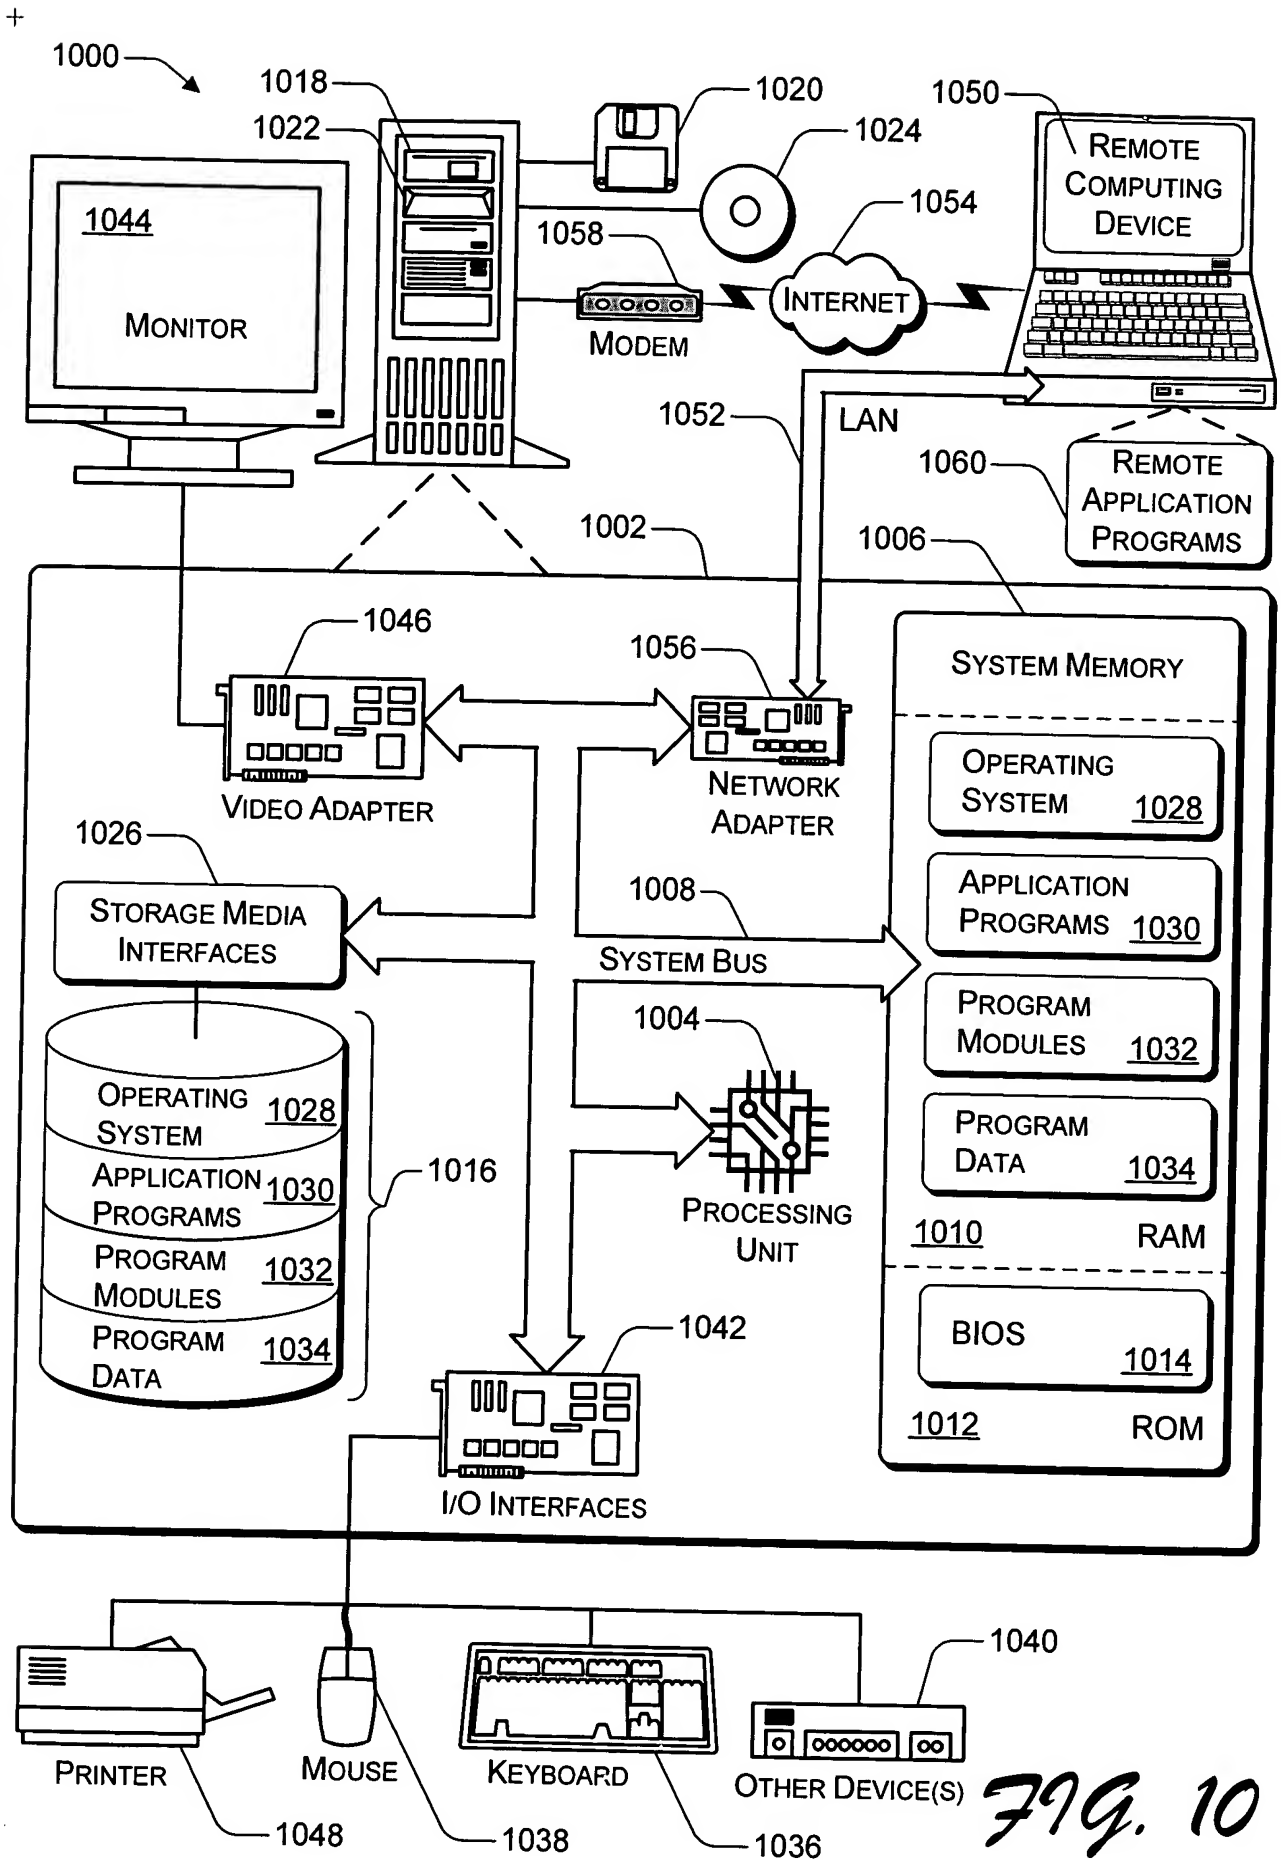 +
1000
1018
1022
1020
1024
1050
REMOTE
COMPUTING
DEVICE
1044
MONITOR
1058
MODEM
1054
INTERNET
1052
LAN
1060
REMOTE
APPLICATION
PROGRAMS
1002
1006
1046
VIDEO ADAPTER
1056
NETWORK
ADAPTER
SYSTEM MEMORY
OPERATING
SYSTEM 1028
APPLICATION
PROGRAMS 1030
PROGRAM
MODULES 1032
PROGRAM
DATA 1034
1010 RAM
BIOS
1014
1012 ROM
1026
STORAGE MEDIA
INTERFACES
1008
SYSTEM BUS
1004
PROCESSING
UNIT
OPERATING
SYSTEM 1028
APPLICATION
PROGRAMS 1030
PROGRAM
MODULES 1032
PROGRAM
DATA 1034
1016
1042
I/O INTERFACES
PRINTER
1048
MOUSE
1038
KEYBOARD
1036
1040
OTHER DEVICE(S)
FIG. 10